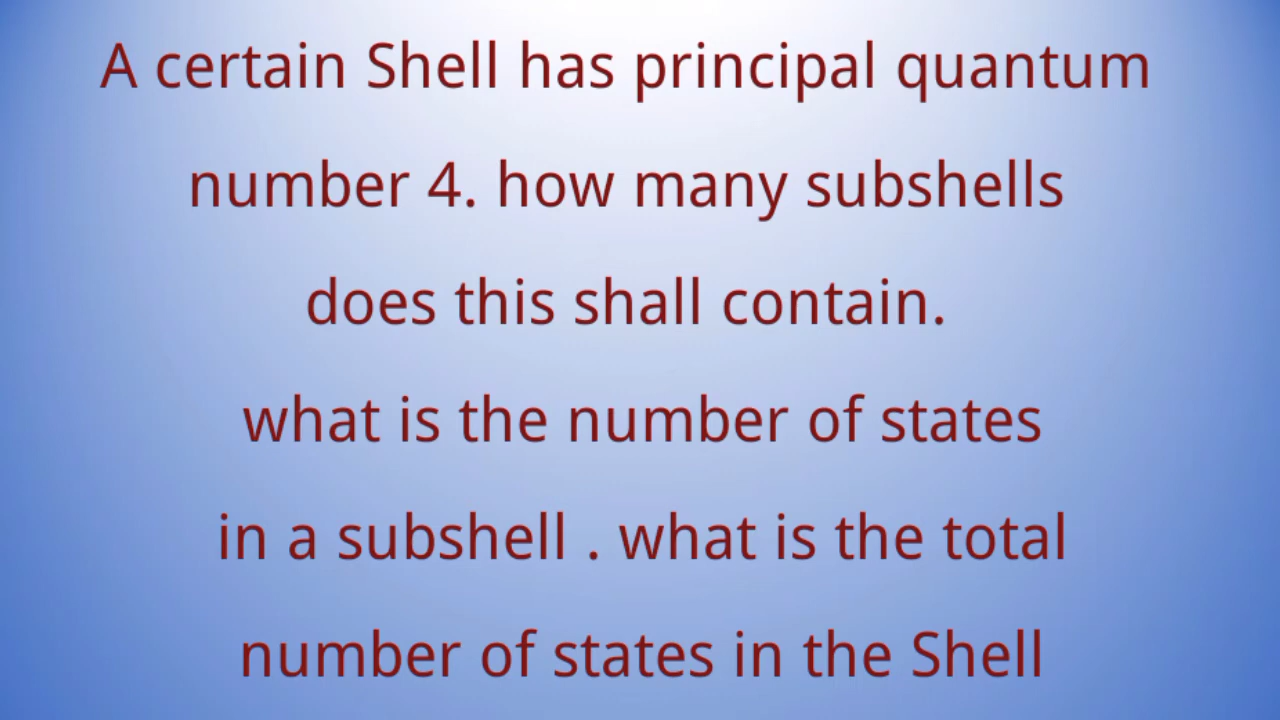 A certain Shell has principal quantum
number 4. how many subshells
does this shall contain.
what is the number of states
in a subshell . what is the total
number of states in the Shell